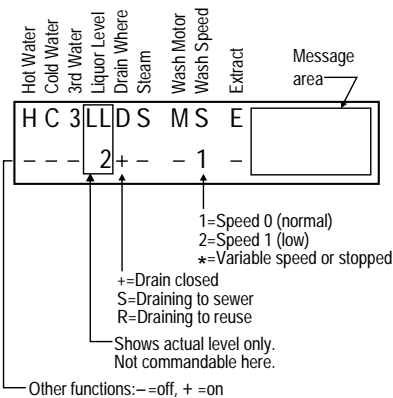 Hot Water
Cold Water
3rd Water
Liquor Level
Drain Where
Steam
Wash Motor
Wash Speed
Extract
Message
area
H C 3 LL D S M S E
– – – 2 + – – 1 –
1=Speed 0 (normal)
2=Speed 1 (low)
*=Variable speed or stopped
+=Drain closed
S=Draining to sewer
R=Draining to reuse
Shows actual level only.
Not commandable here.
Other functions:– =off, + =on